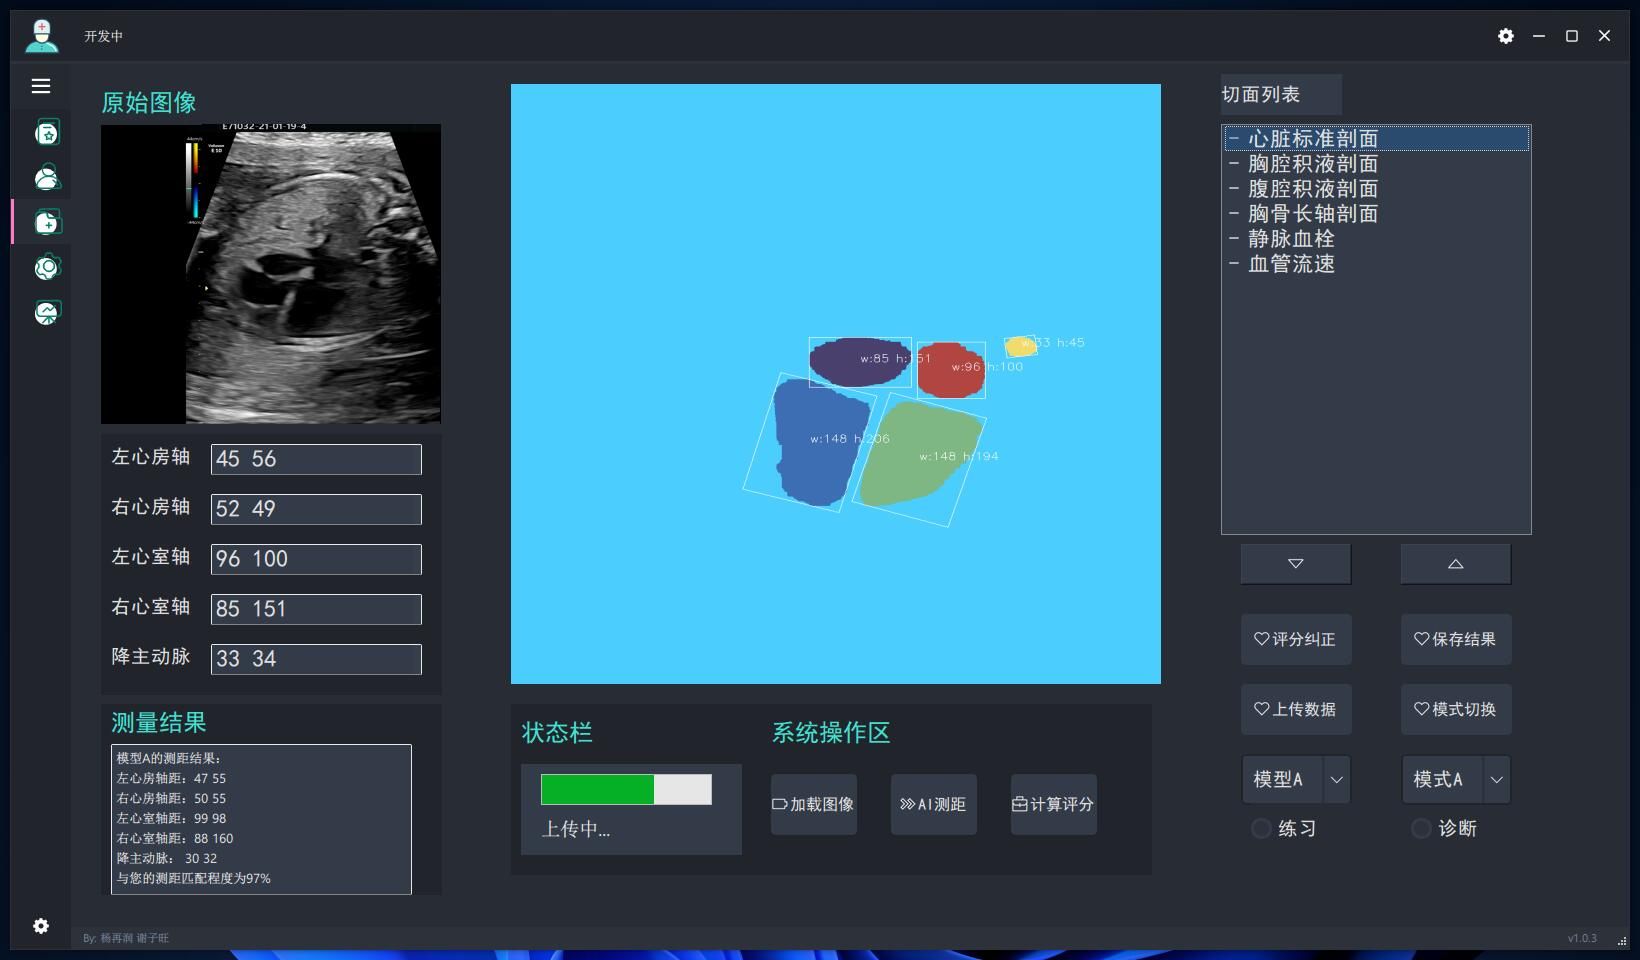 开发中
原始图像
E71032-21-01-19-4
左心房轴 45 56
右心房轴 52 49
左心室轴 96 100
右心室轴 85 151
降主动脉 33 34
测量结果
模型A的测距结果:
左心房轴距: 47 55
右心房轴距: 50 55
左心室轴距: 99 98
右心室轴距: 88 160
降主动脉: 30 32
与您的测距匹配程度为97%
w:33 h:45
w:85 h:151
w:96 h:100
w:148 h:206
w:148 h:194
状态栏
上传中...
系统操作区
加载图像
AI测距
计算评分
切面列表
- 心脏标准剖面
- 胸腔积液剖面
- 腹腔积液剖面
- 胸骨长轴剖面
- 静脉血栓
- 血管流速
评分纠正 保存结果
上传数据 模式切换
模型A 模式A
练习 诊断
By: 杨再润 谢子旺
v1.0.3